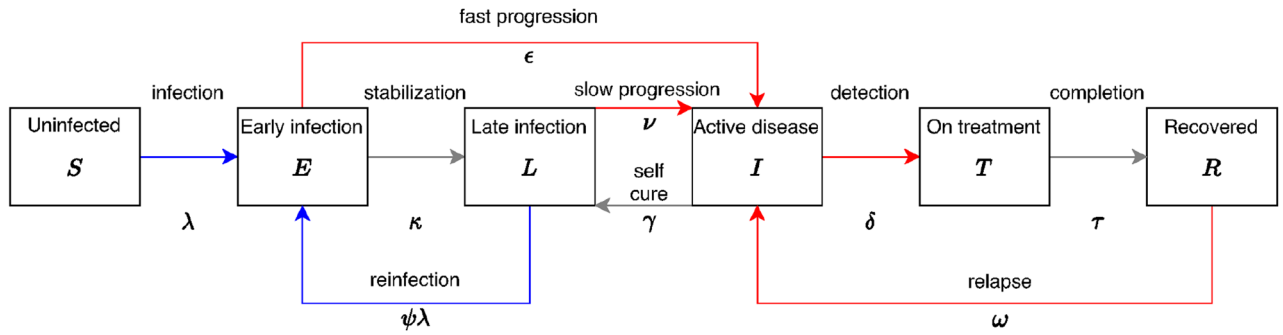 fast progression
ϵ
infection
stabilization
slow progression
detection
completion
Uninfected
Early infection
Late infection
ν
Active disease
On treatment
Recovered
S
E
L
I
T
R
self
cure
λ
κ
γ
δ
τ
reinfection
relapse
ψλ
ω